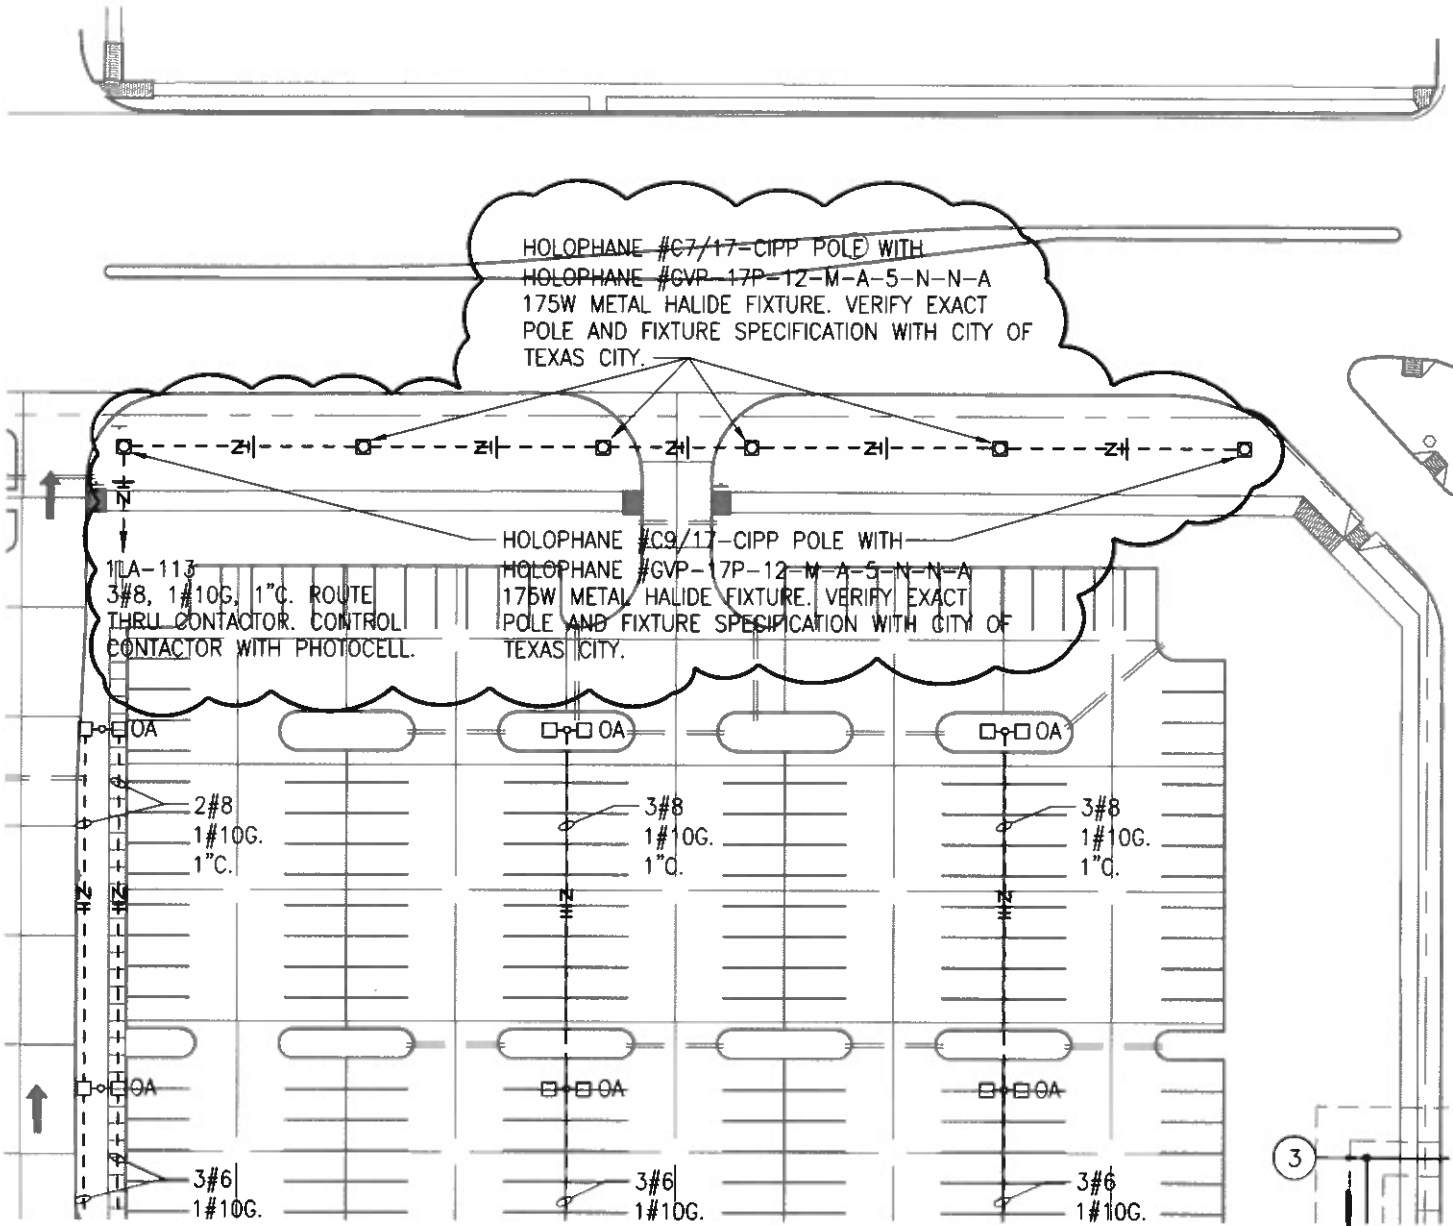 HOLOPHANE #C7/17-CIPP POLE WITH
HOLOPHANE #GVP-17P-12-M-A-5-N-N-A
175W METAL HALIDE FIXTURE. VERIFY EXACT
POLE AND FIXTURE SPECIFICATION WITH CITY OF
TEXAS CITY.
HOLOPHANE #C9/17-CIPP POLE WITH
HOLOPHANE #GVP-17P-12-M-A-5-N-N-A
175W METAL HALIDE FIXTURE. VERIFY EXACT
POLE AND FIXTURE SPECIFICATION WITH CITY OF
TEXAS CITY.
1LA-113
3#8, 1#10G, 1"C. ROUTE
THRU CONTACTOR. CONTROL
CONTACTOR WITH PHOTOCELL.
OA
OA
OA
2#8
1#10G.
1"C.
3#8
1#10G.
1"C.
3#8
1#10G.
1"C.
OA
OA
OA
3#6
1#10G.
3#6
1#10G.
3#6
1#10G.
3